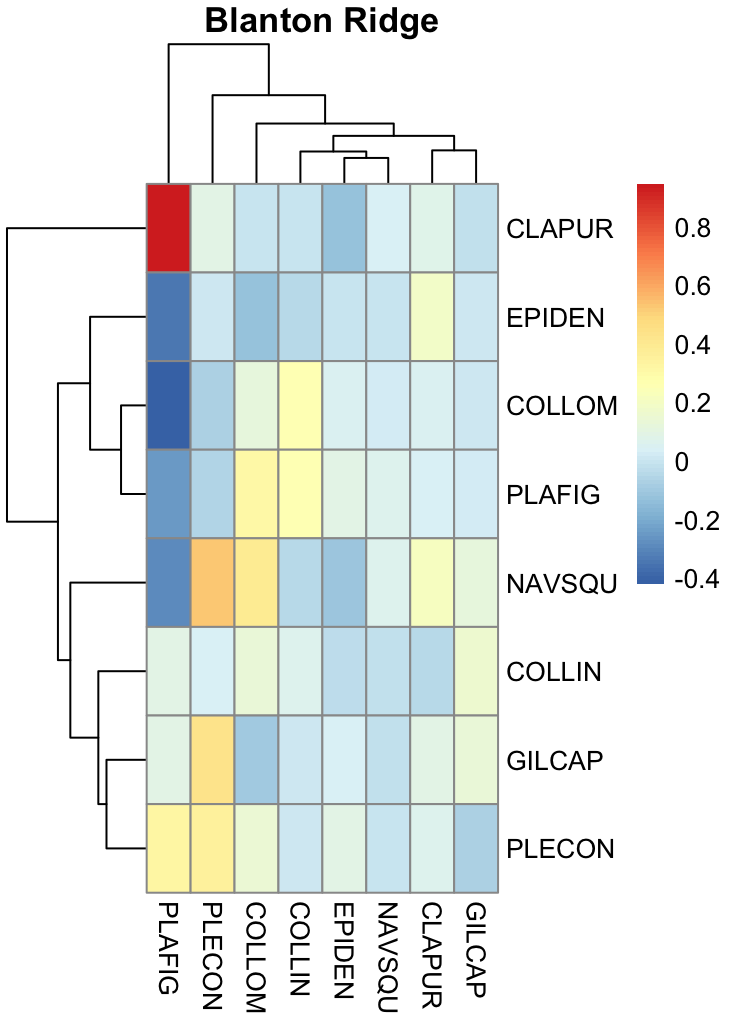 Blanton Ridge
CLAPUR
EPIDEN
COLLOM
PLAFIG
NAVSQU
COLLIN
GILCAP
PLECON
0.8
0.6
0.4
0.2
0
-0.2
-0.4
PLAFIG
PLECON
COLLOM
COLLIN
EPIDEN
NAVSQU
CLAPUR
GILCAP